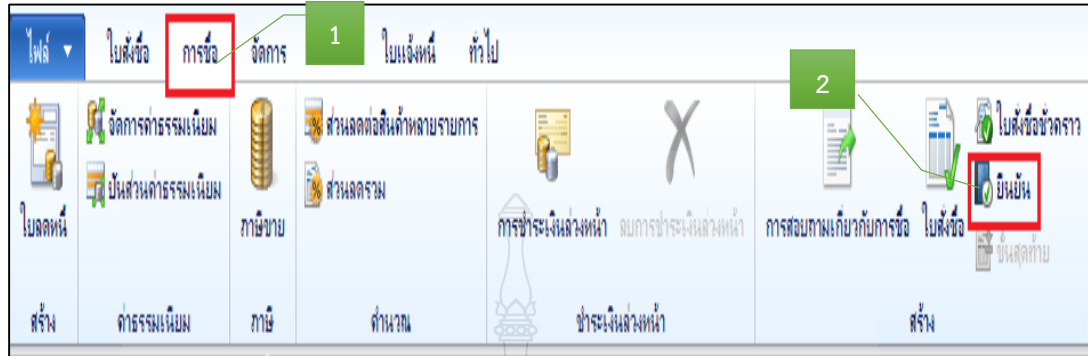 1
ไฟล์ ใบสั่งซื้อ การซื้อ จัดการ ใบแจ้งหนี้ ทั่วไป
2
จัดการค่าธรรมเนียม ส่วนลดต่อสินค้าหลายรายการ ใบสั่งซื้อชั่วคราว
ปันส่วนค่าธรรมเนียม ส่วนลดรวม ยืนยัน
ใบลดหนี้ ภาษีขาย การชำระเงินล่วงหน้า ลบการชำระเงินล่วงหน้า การสอบถามเกี่ยวกับการซื้อ ใบสั่งซื้อ
ขั้นสุดท้าย
สร้าง ค่าธรรมเนียม ภาษี คำนวณ ชำระเงินล่วงหน้า สร้าง